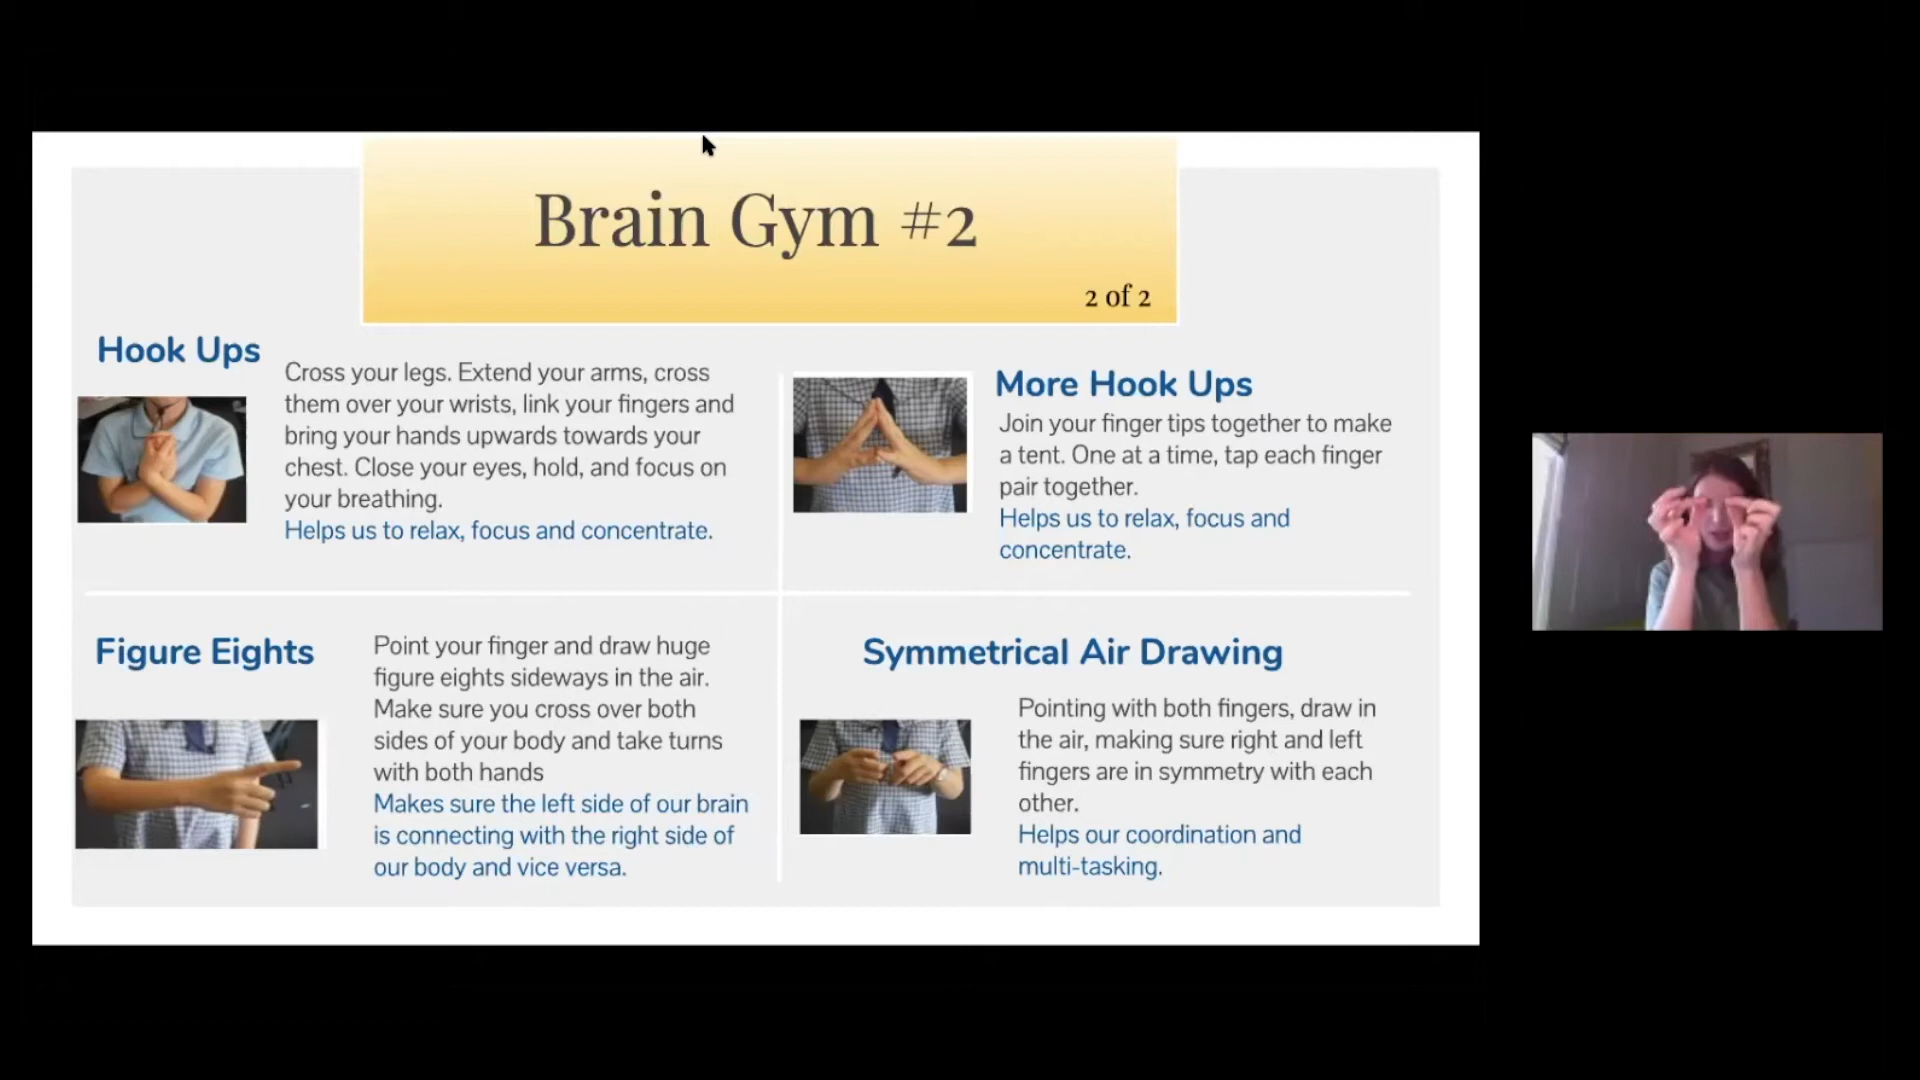 Brain Gym #2
2 of 2
Hook Ups
Cross your legs. Extend your arms, cross
them over your wrists, link your fingers and
bring your hands upwards towards your
chest. Close your eyes, hold, and focus on
your breathing.
Helps us to relax, focus and concentrate.
More Hook Ups
Join your finger tips together to make
a tent. One at a time, tap each finger
pair together.
Helps us to relax, focus and
concentrate.
Figure Eights
Point your finger and draw huge
figure eights sideways in the air.
Make sure you cross over both
sides of your body and take turns
with both hands
Makes sure the left side of our brain
is connecting with the right side of
our body and vice versa.
Symmetrical Air Drawing
Pointing with both fingers, draw in
the air, making sure right and left
fingers are in symmetry with each
other.
Helps our coordination and
multi-tasking.